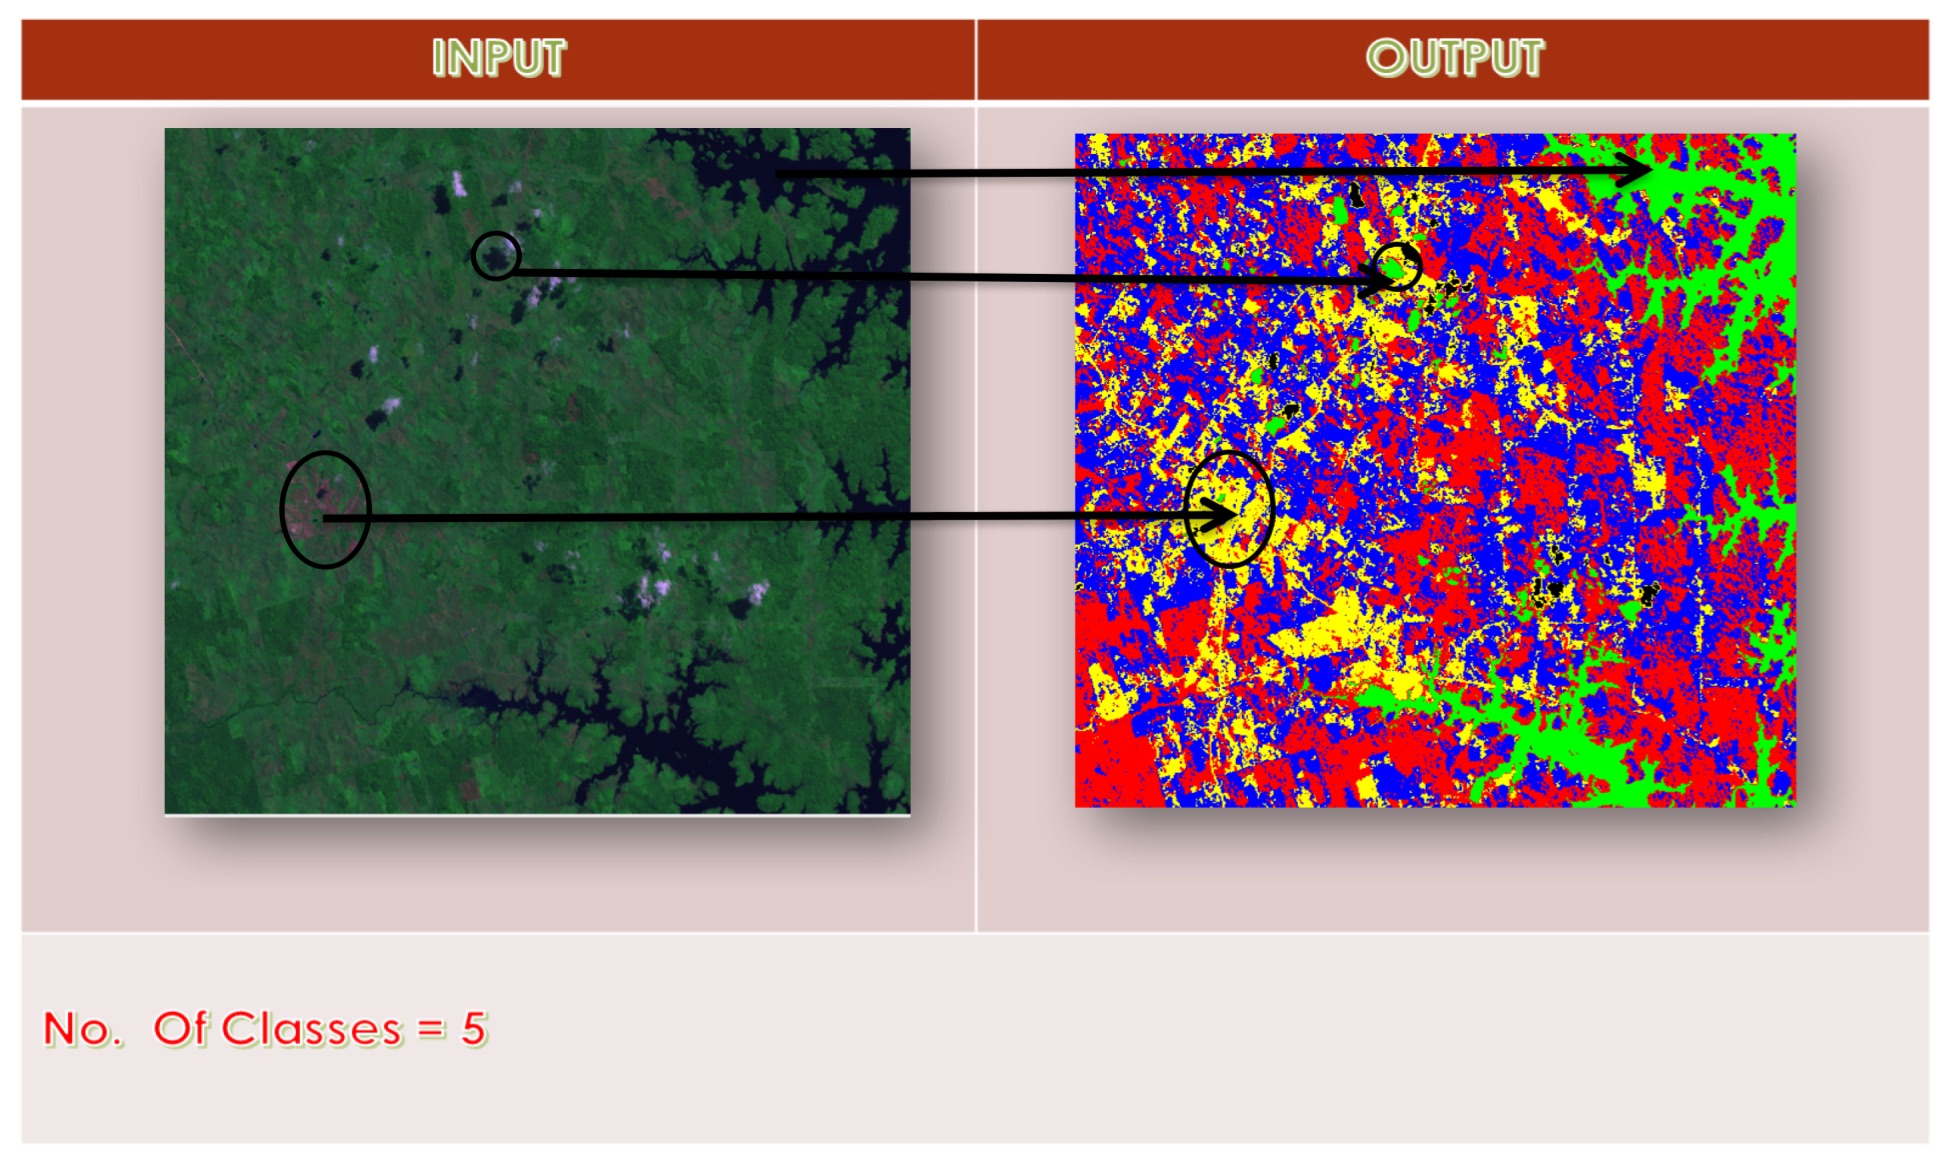 INPUT
OUTPUT
No. Of Classes = 5